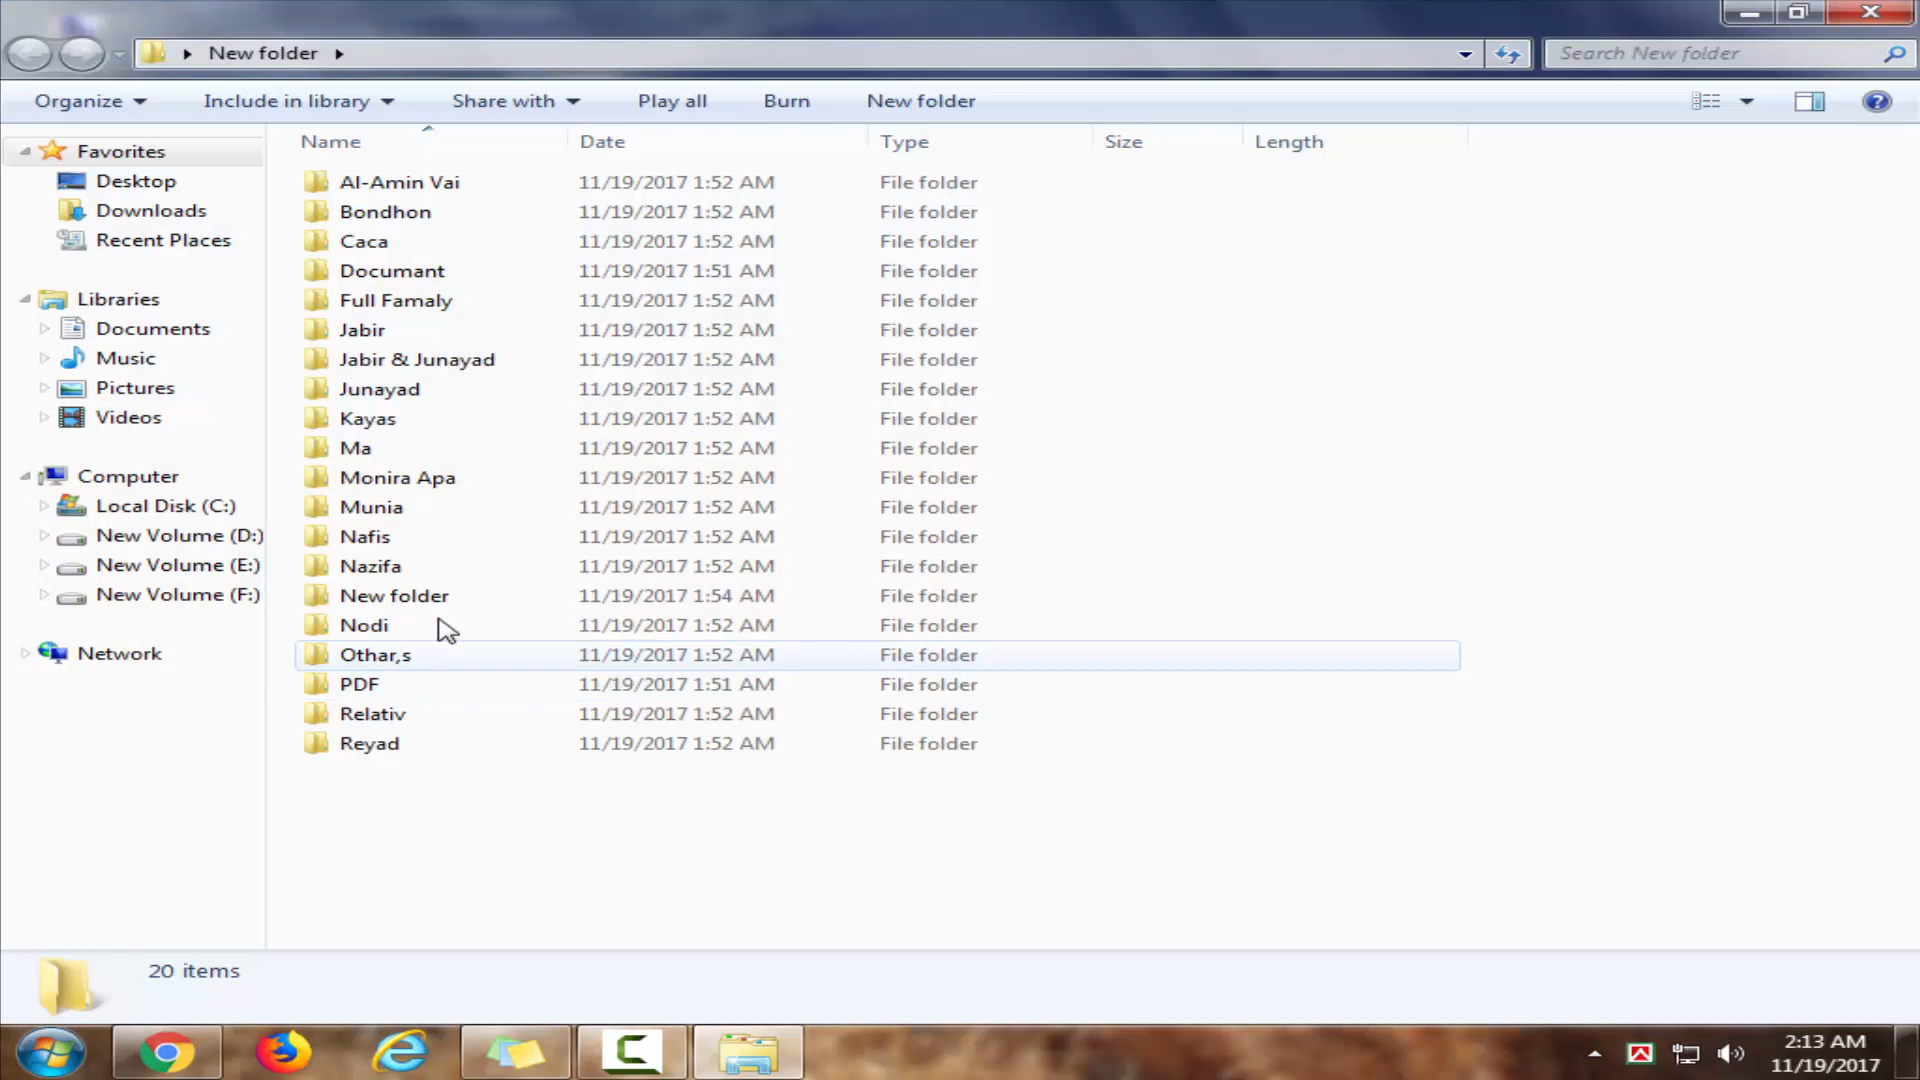 New folder
Search New folder
Organize Include in library Share with Play all Burn New folder
Name Date Type Size Length
Favorites
Desktop
Downloads
Recent Places
Libraries
Documents
Music
Pictures
Videos
Computer
Local Disk (C:)
New Volume (D:)
New Volume (E:)
New Volume (F:)
Network
Al-Amin Vai 11/19/2017 1:52 AM File folder
Bondhon 11/19/2017 1:52 AM File folder
Caca 11/19/2017 1:52 AM File folder
Documant 11/19/2017 1:51 AM File folder
Full Famaly 11/19/2017 1:52 AM File folder
Jabir 11/19/2017 1:52 AM File folder
Jabir & Junayad 11/19/2017 1:52 AM File folder
Junayad 11/19/2017 1:52 AM File folder
Kayas 11/19/2017 1:52 AM File folder
Ma 11/19/2017 1:52 AM File folder
Monira Apa 11/19/2017 1:52 AM File folder
Munia 11/19/2017 1:52 AM File folder
Nafis 11/19/2017 1:52 AM File folder
Nazifa 11/19/2017 1:52 AM File folder
New folder 11/19/2017 1:54 AM File folder
Nodi 11/19/2017 1:52 AM File folder
Othar,s 11/19/2017 1:52 AM File folder
PDF 11/19/2017 1:51 AM File folder
Relativ 11/19/2017 1:52 AM File folder
Reyad 11/19/2017 1:52 AM File folder
20 items
2:13 AM
11/19/2017